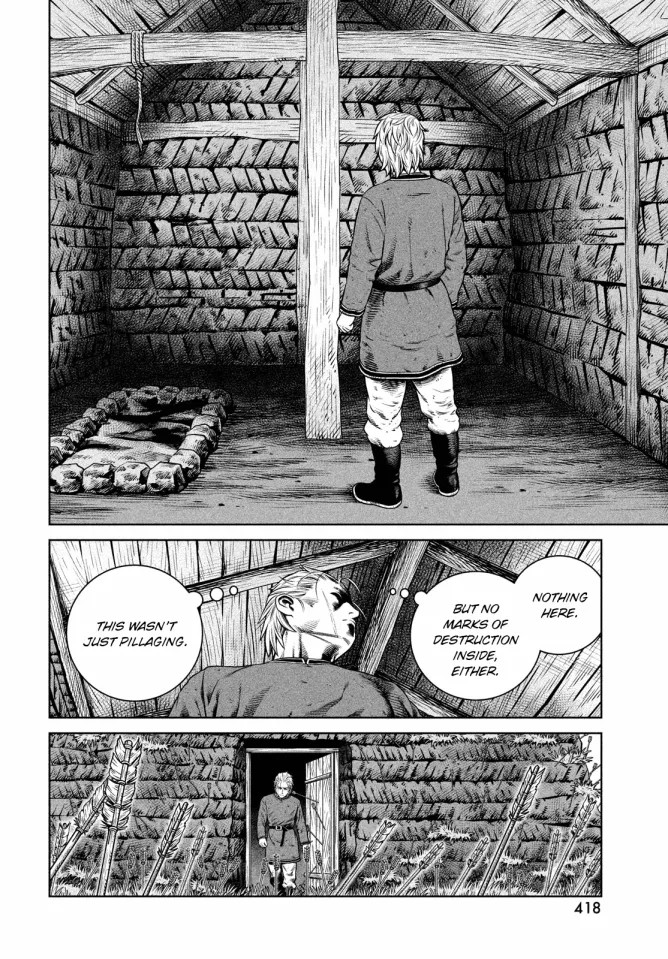 NOTHING
HERE.
BUT NO
MARKS OF
DESTRUCTION
INSIDE,
EITHER.
THIS WASN'T
JUST PILLAGING.
418